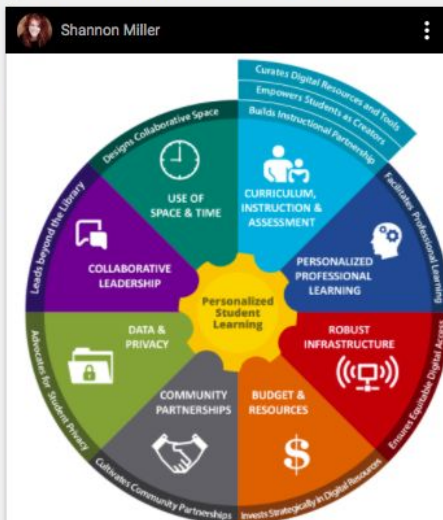 Shannon Miller
Curates Digital Resources and Tools
Empowers Students as Creators
Builds Instructional Partnership
CURRICULUM,
INSTRUCTION &
ASSESSMENT
Facilitates Professional Learning
PERSONALIZED
PROFESSIONAL
LEARNING
Ensures Equitable Digital Access
ROBUST
INFRASTRUCTURE
Invests Strategically in Digital Resources
BUDGET &
RESOURCES
$
Cultivates Community Partnerships
COMMUNITY
PARTNERSHIPS
Advocates for Student Privacy
DATA &
PRIVACY
Leads beyond the Library
COLLABORATIVE
LEADERSHIP
Designs Collaborative Space
USE OF
SPACE & TIME
Personalized
Student
Learning